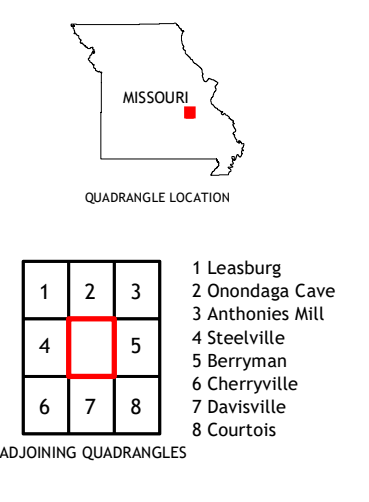 MISSOURI
QUADRANGLE LOCATION
1 2 3
4 5
6 7 8
1 Leasburg
2 Onondaga Cave
3 Anthonies Mill
4 Steelville
5 Berryman
6 Cherryville
7 Davisville
8 Courtois
ADJOINING QUADRANGLES